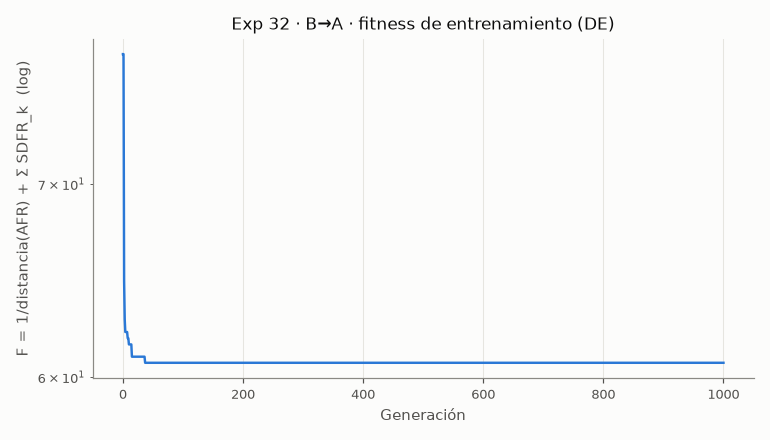 Exp 32 · B→A · fitness de entrenamiento (DE)
F = 1/distancia(AFR) + Σ SDFR_k (log)
7 × 10¹
6 × 10¹
0 200 400 600 800 1000
Generación